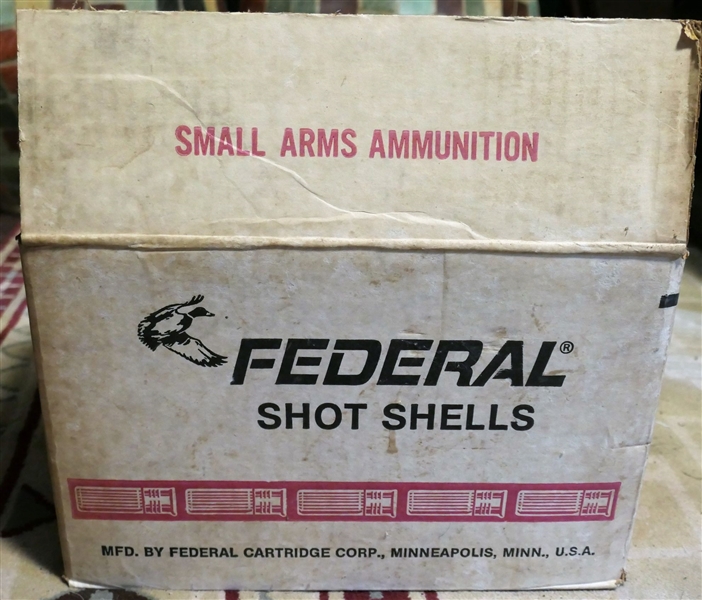 SMALL ARMS AMMUNITION
FEDERAL®
SHOT SHELLS
MFD. BY FEDERAL CARTRIDGE CORP., MINNEAPOLIS, MINN., U.S.A.